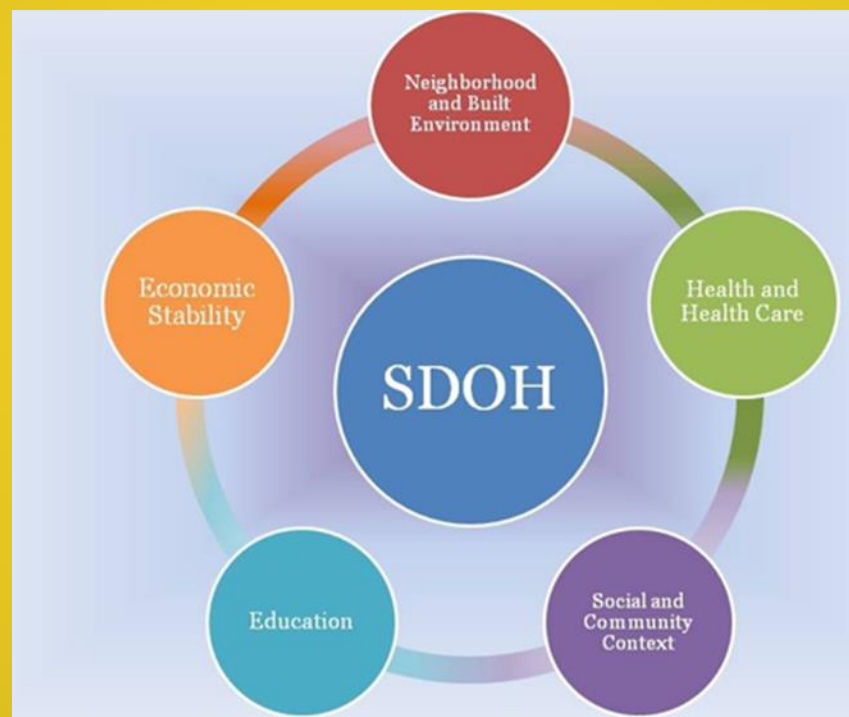 Neighborhood
and Built
Environment
Economic
Stability
Health and
Health Care
SDOH
Education
Social and
Community
Context